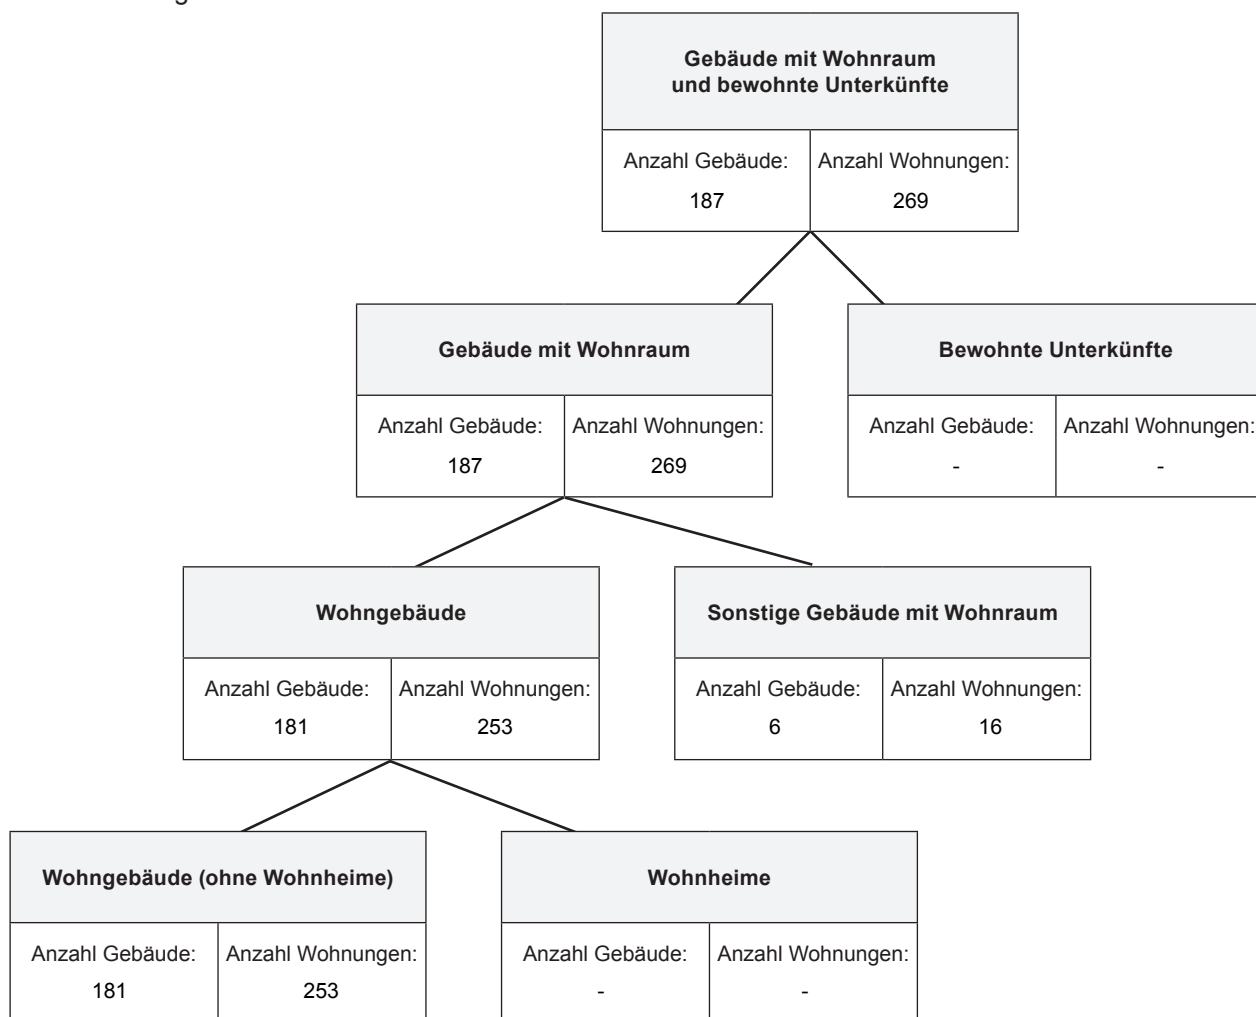 Gebäude mit Wohnraum
und bewohnte Unterkünfte
Anzahl Gebäude: Anzahl Wohnungen:
187 269
Gebäude mit Wohnraum
Bewohnte Unterkünfte
Anzahl Gebäude: Anzahl Wohnungen:
187 269
Anzahl Gebäude: Anzahl Wohnungen:
- -
Wohngebäude
Sonstige Gebäude mit Wohnraum
Anzahl Gebäude: Anzahl Wohnungen:
181 253
Anzahl Gebäude: Anzahl Wohnungen:
6 16
Wohngebäude (ohne Wohnheime)
Wohnheime
Anzahl Gebäude: Anzahl Wohnungen:
181 253
Anzahl Gebäude: Anzahl Wohnungen:
- -